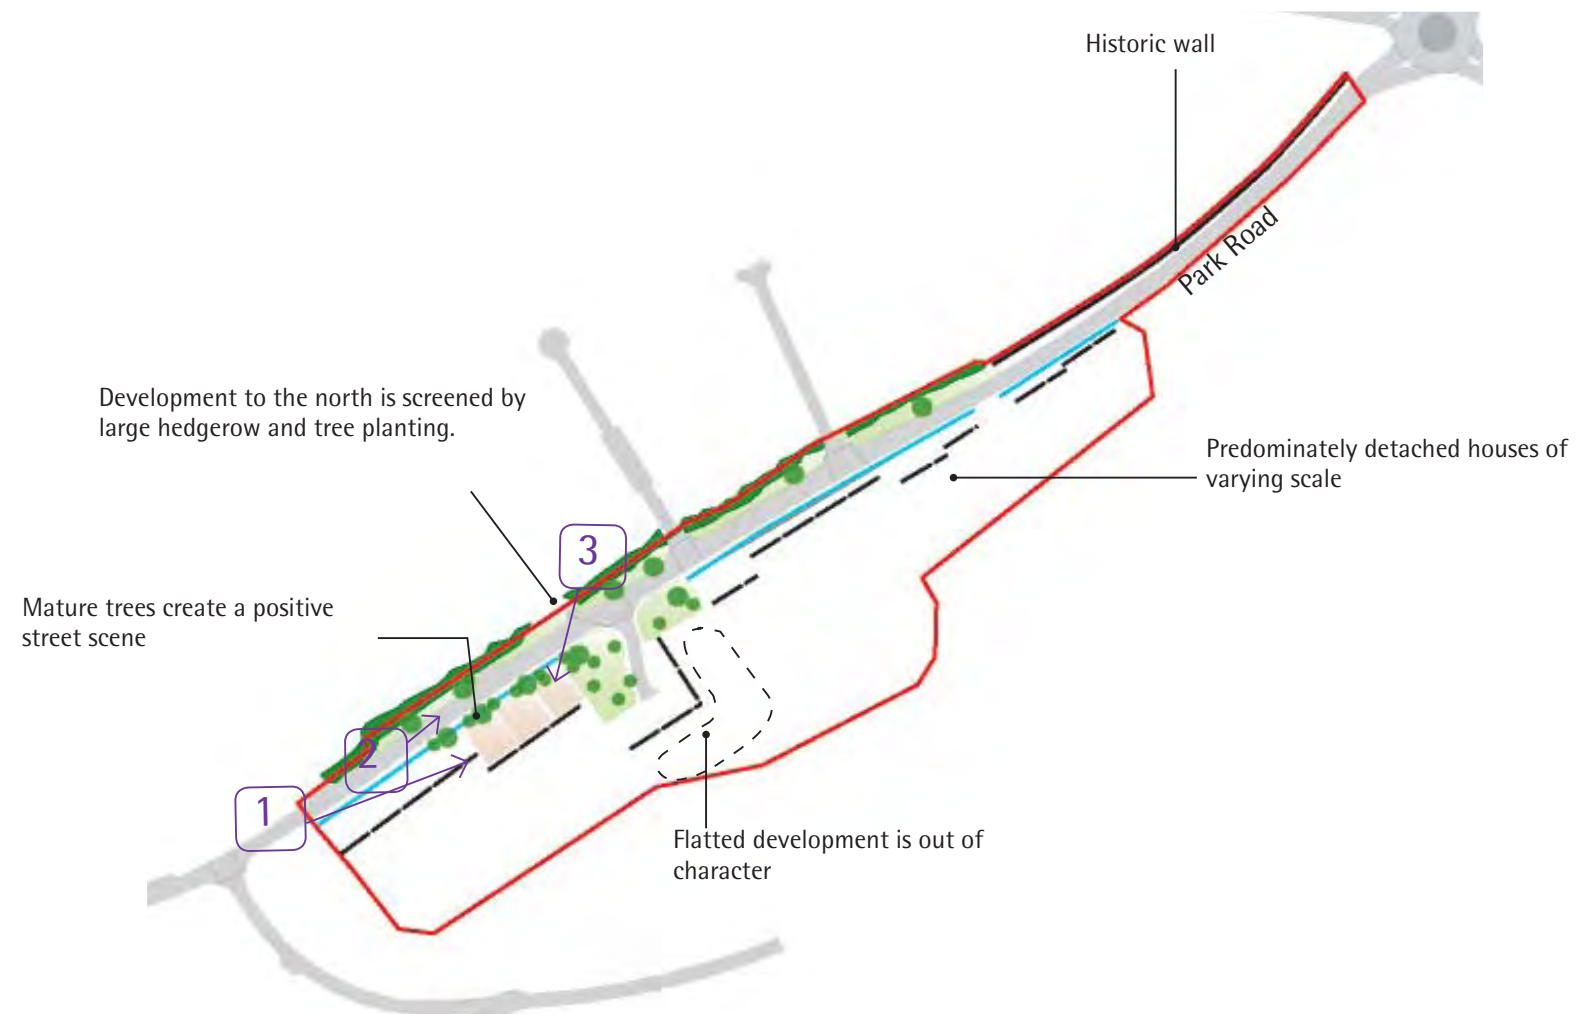 Historic wall
Park Road
Development to the north is screened by
large hedgerow and tree planting.
Predominately detached houses of
varying scale
3
Mature trees create a positive
street scene
2
1
Flatted development is out of
character